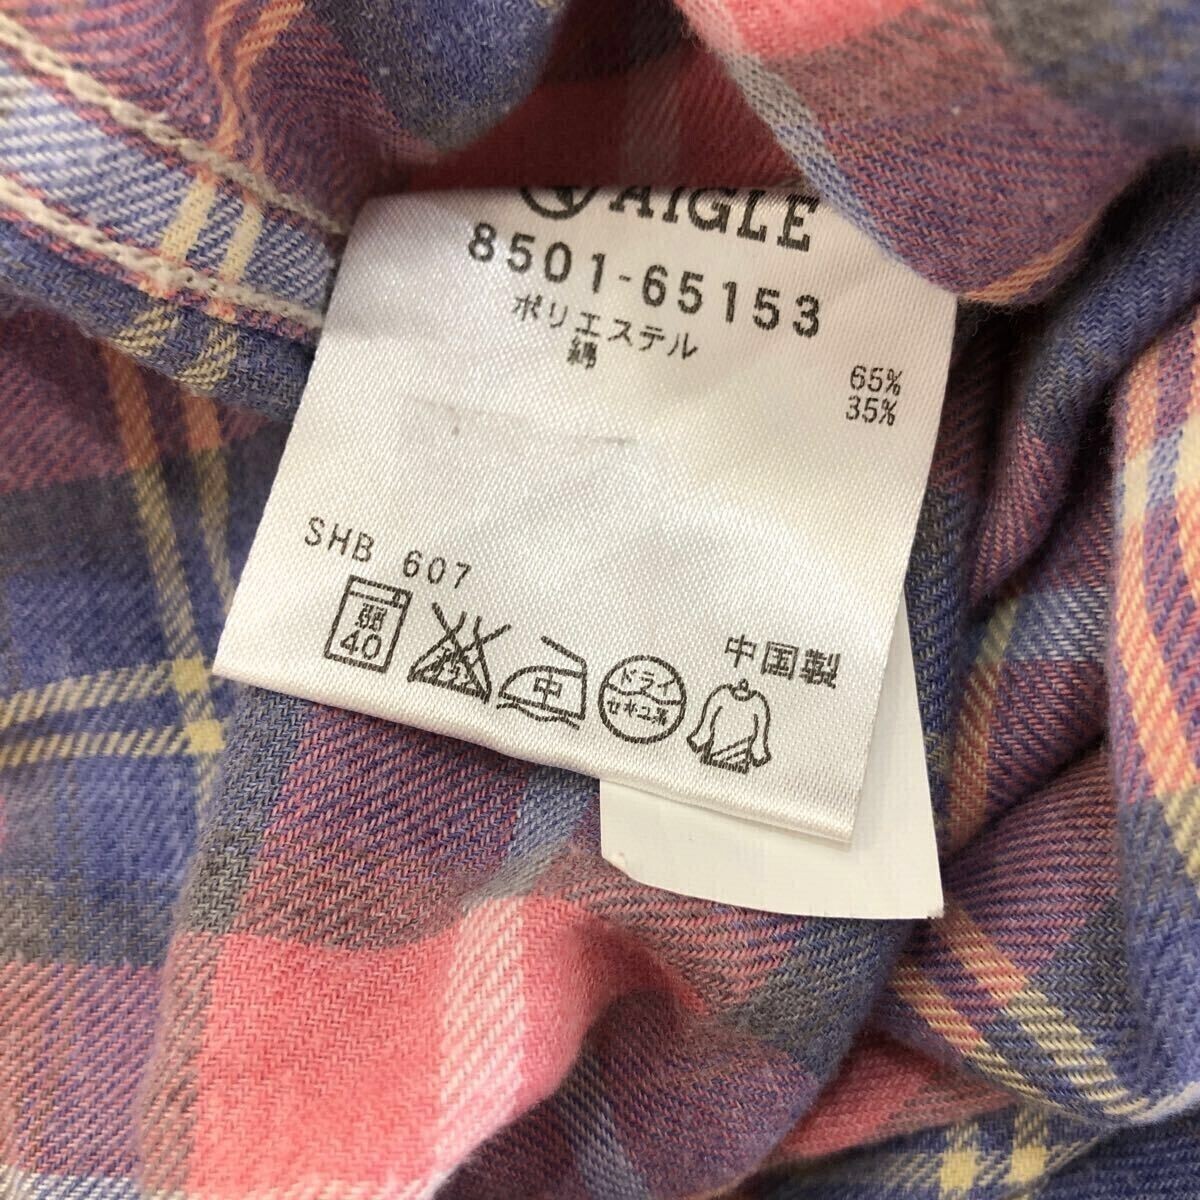 AIGLE
8501-65153
ポリエステル 65%
綿 35%
SHB 607
弱
40
中
ドライ
セキユ系
中国製